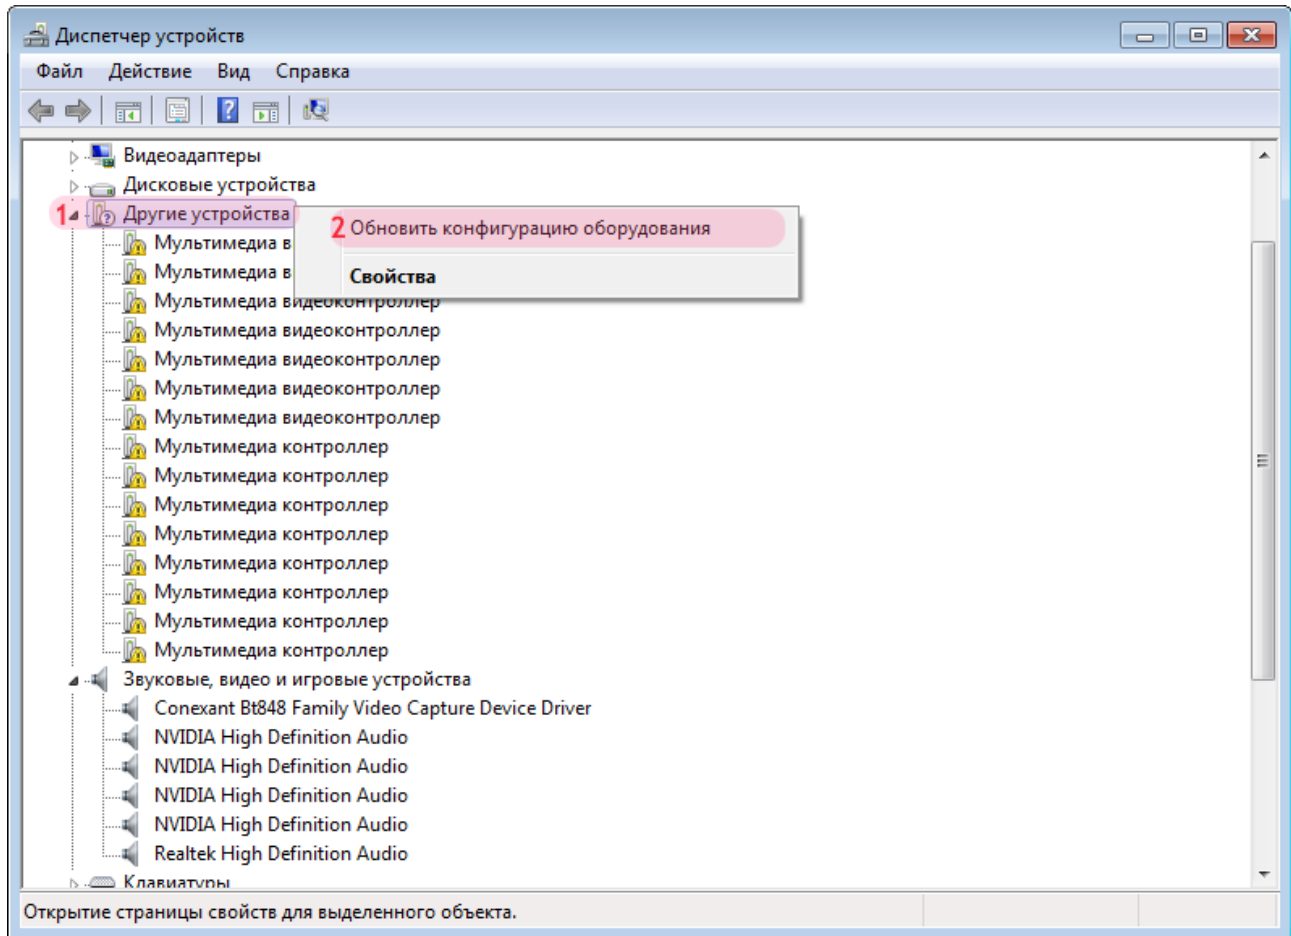 Диспетчер устройств
Файл Действие Вид Справка
Видеоадаптеры
Дисковые устройства
1 Другие устройства
2 Обновить конфигурацию оборудования
Мультимедиа в
Мультимедиа в
Свойства
Мультимедиа видеоконтроллер
Мультимедиа видеоконтроллер
Мультимедиа видеоконтроллер
Мультимедиа видеоконтроллер
Мультимедиа видеоконтроллер
Мультимедиа контроллер
Мультимедиа контроллер
Мультимедиа контроллер
Мультимедиа контроллер
Мультимедиа контроллер
Мультимедиа контроллер
Мультимедиа контроллер
Мультимедиа контроллер
Звуковые, видео и игровые устройства
Conexant Bt848 Family Video Capture Device Driver
NVIDIA High Definition Audio
NVIDIA High Definition Audio
NVIDIA High Definition Audio
NVIDIA High Definition Audio
Realtek High Definition Audio
Клавиатуры
Открытие страницы свойств для выделенного объекта.